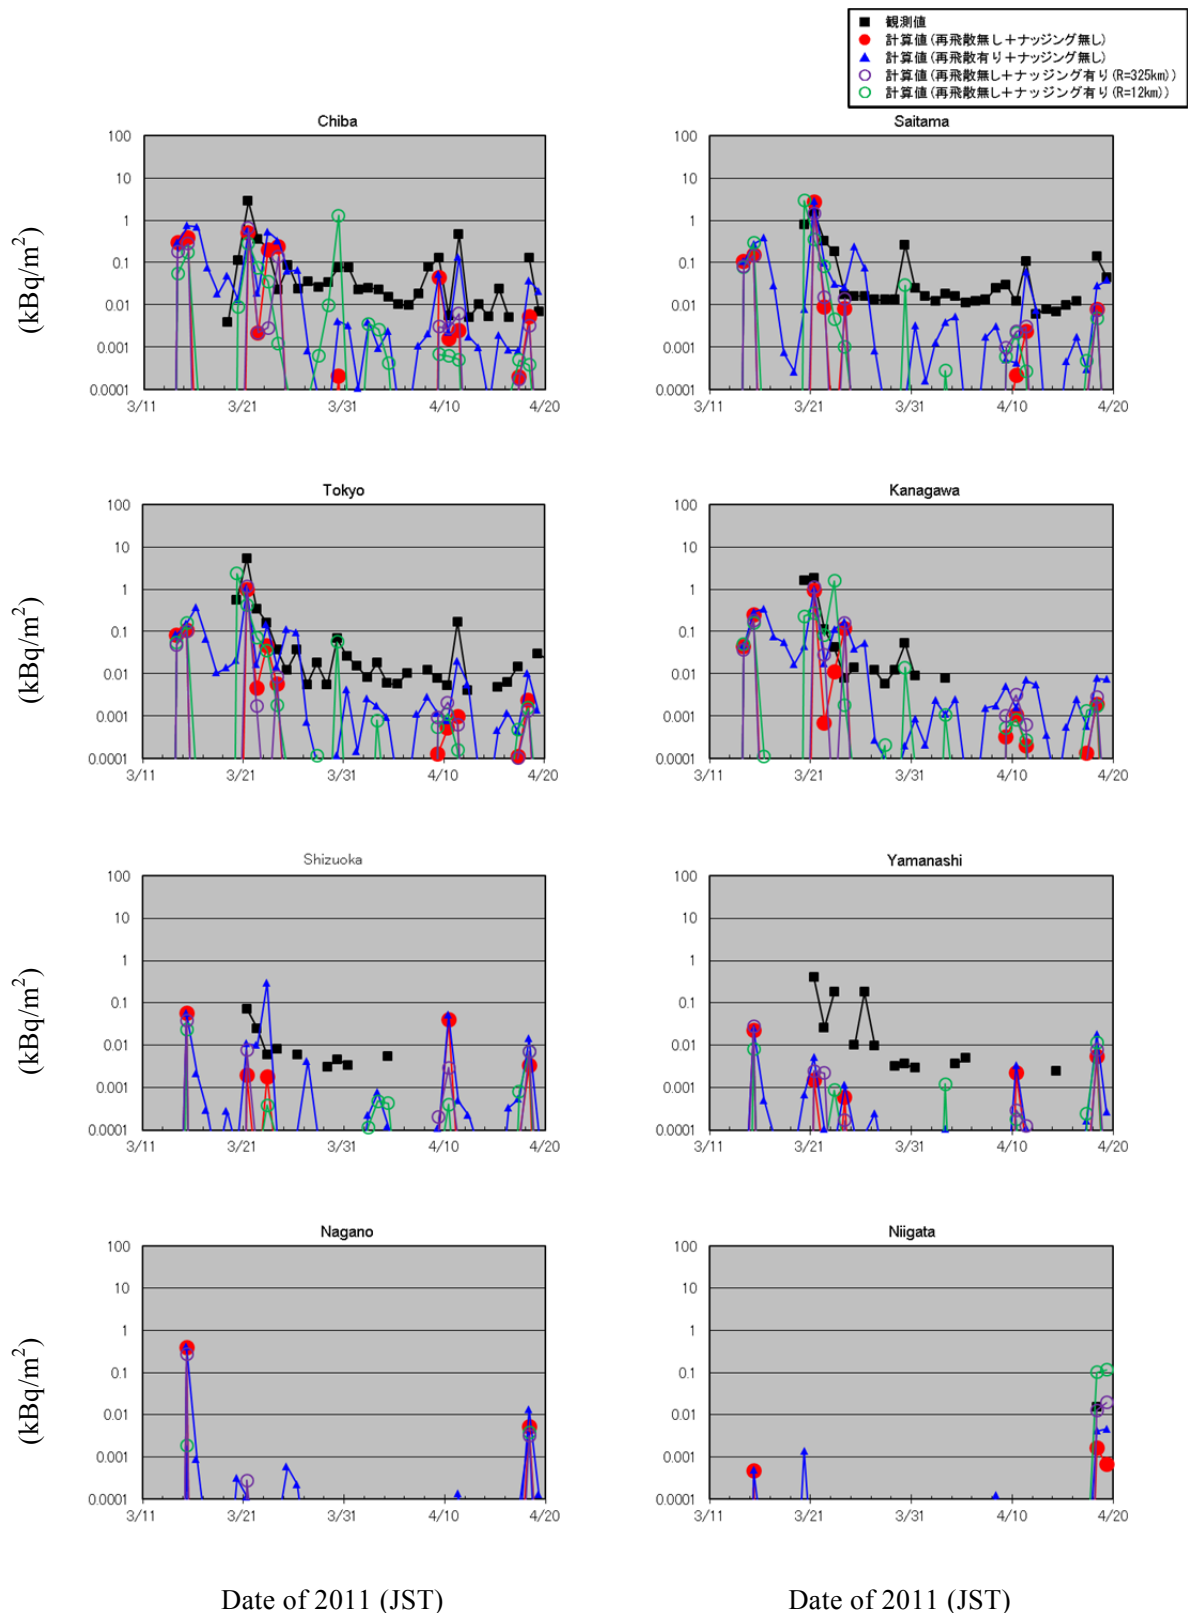 観測値
計算値(再飛散無し＋ナッジング無し)
計算値(再飛散有り＋ナッジング無し)
計算値(再飛散無し＋ナッジング有り(R=325km))
計算値(再飛散無し＋ナッジング有り(R=12km))
Chiba
100
10
1
0.1
0.01
0.001
0.0001
3/11 3/21 3/31 4/10 4/20
(kBq/m²)
Saitama
100
10
1
0.1
0.01
0.001
0.0001
3/11 3/21 3/31 4/10 4/20
Tokyo
100
10
1
0.1
0.01
0.001
0.0001
3/11 3/21 3/31 4/10 4/20
(kBq/m²)
Kanagawa
100
10
1
0.1
0.01
0.001
0.0001
3/11 3/21 3/31 4/10 4/20
Shizuoka
100
10
1
0.1
0.01
0.001
0.0001
3/11 3/21 3/31 4/10 4/20
(kBq/m²)
Yamanashi
100
10
1
0.1
0.01
0.001
0.0001
3/11 3/21 3/31 4/10 4/20
Nagano
100
10
1
0.1
0.01
0.001
0.0001
3/11 3/21 3/31 4/10 4/20
(kBq/m²)
Niigata
100
10
1
0.1
0.01
0.001
0.0001
3/11 3/21 3/31 4/10 4/20
Date of 2011 (JST)
Date of 2011 (JST)